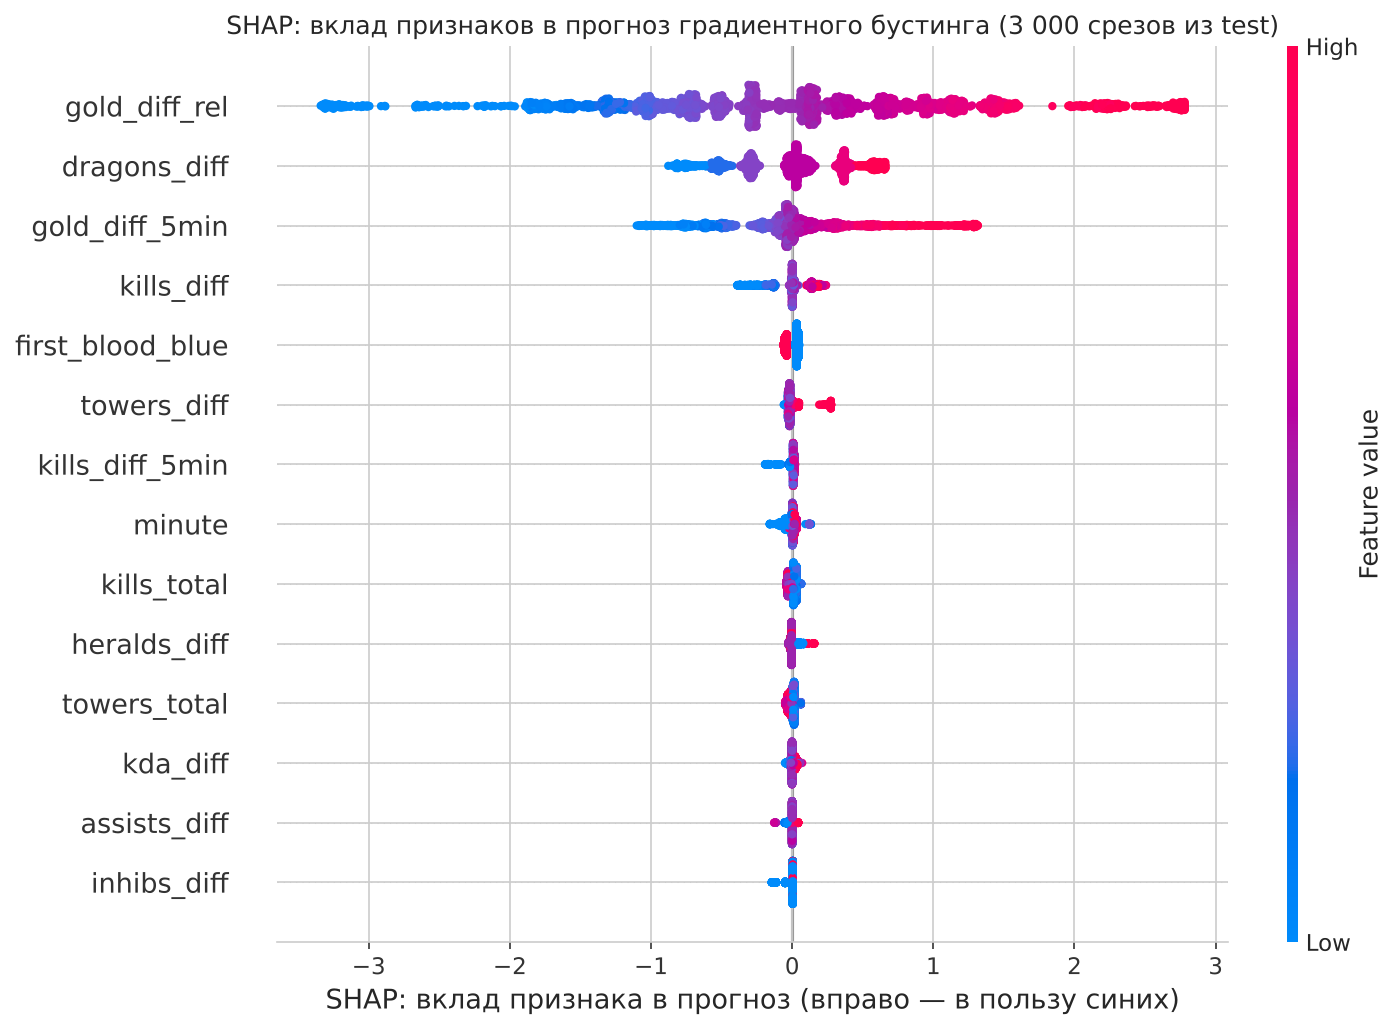 SHAP: вклад признаков в прогноз градиентного бустинга (3 000 срезов из test)
High
gold_diff_rel
dragons_diff
gold_diff_5min
kills_diff
first_blood_blue
towers_diff
kills_diff_5min
minute
kills_total
heralds_diff
towers_total
kda_diff
assists_diff
inhibs_diff
Feature value
Low
−3 −2 −1 0 1 2 3
SHAP: вклад признака в прогноз (вправо — в пользу синих)